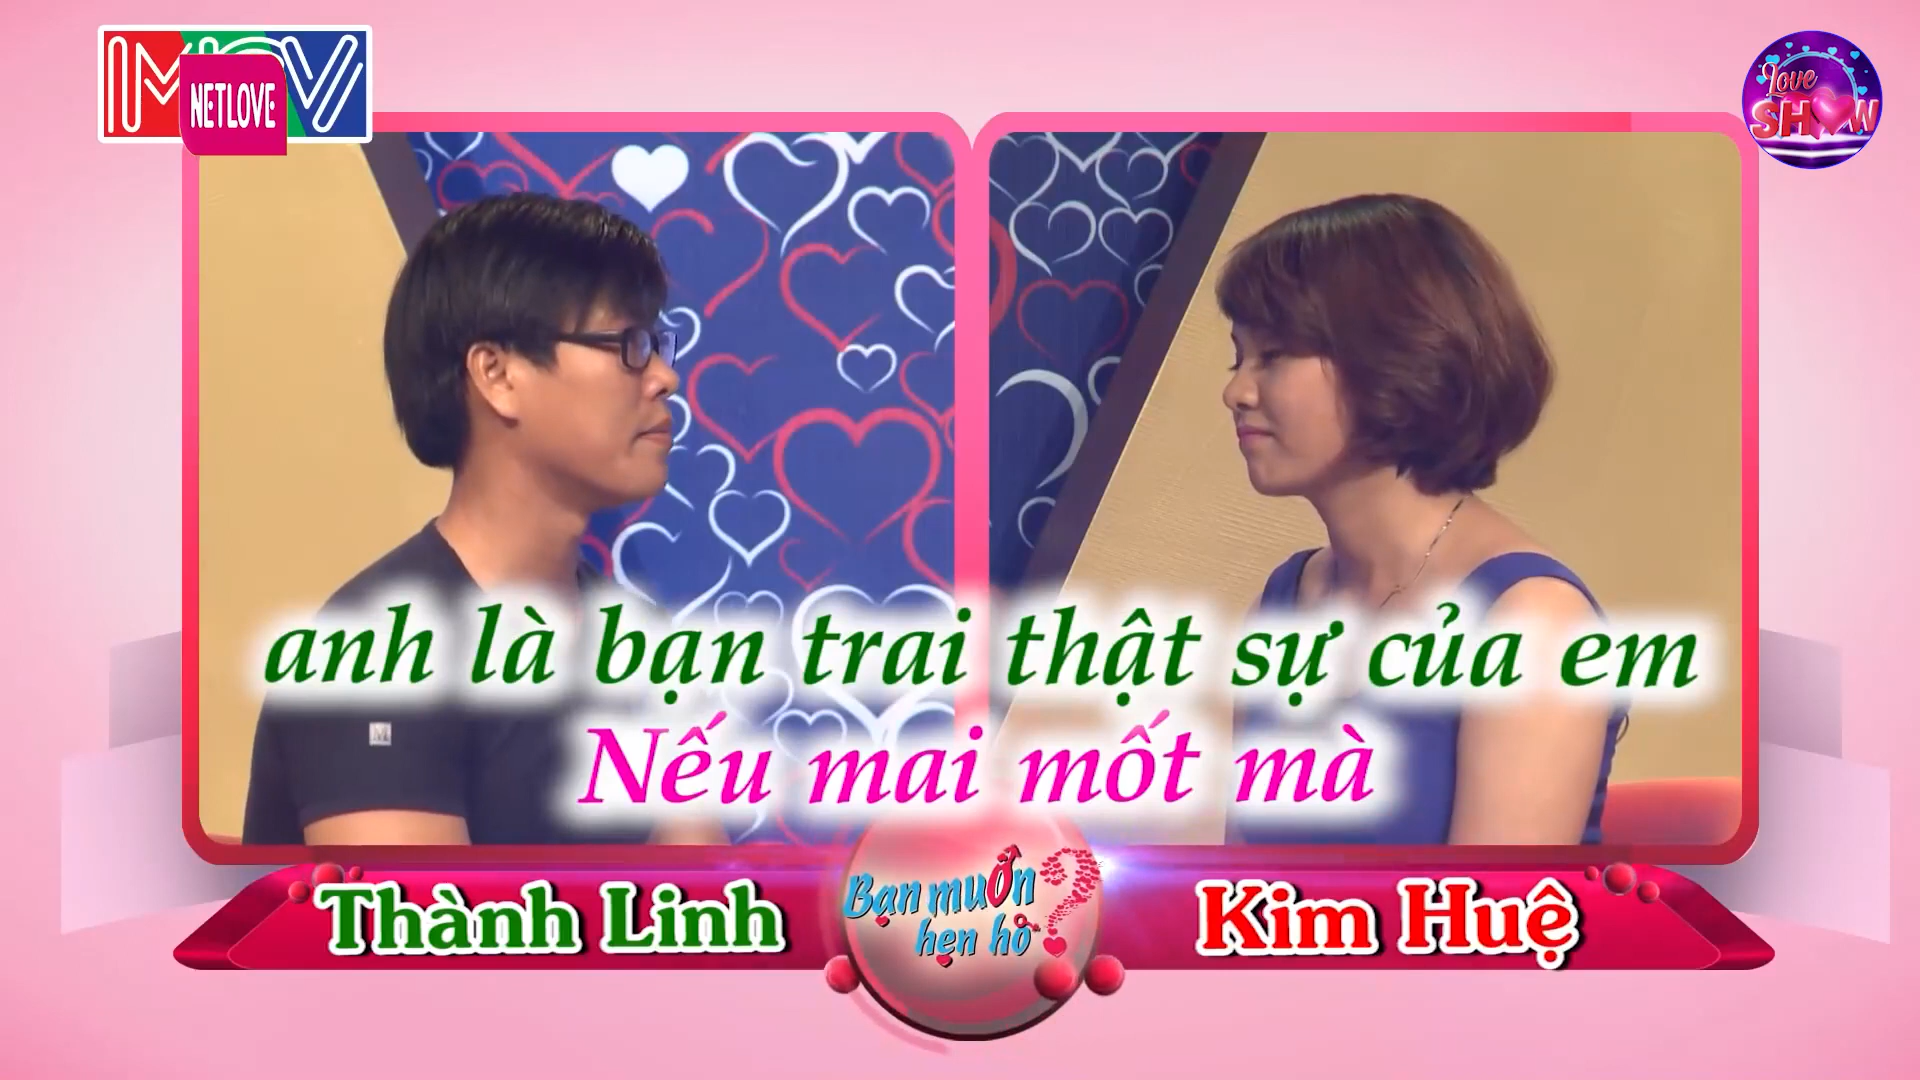 NETLOVE
Love
SHOW
anh là bạn trai thật sự của em
Nếu mai mốt mà
Thành Linh
Bạn muốn
hẹn hò
Kim Huệ